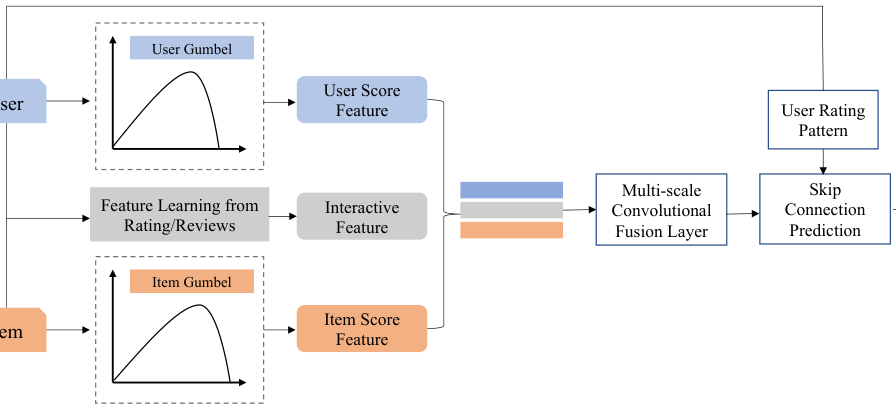 User Gumbel
ser
User Score
Feature
User Rating
Pattern
Feature Learning from
Rating/Reviews
Interactive
Feature
Multi-scale
Convolutional
Fusion Layer
Skip
Connection
Prediction
Item Gumbel
em
Item Score
Feature